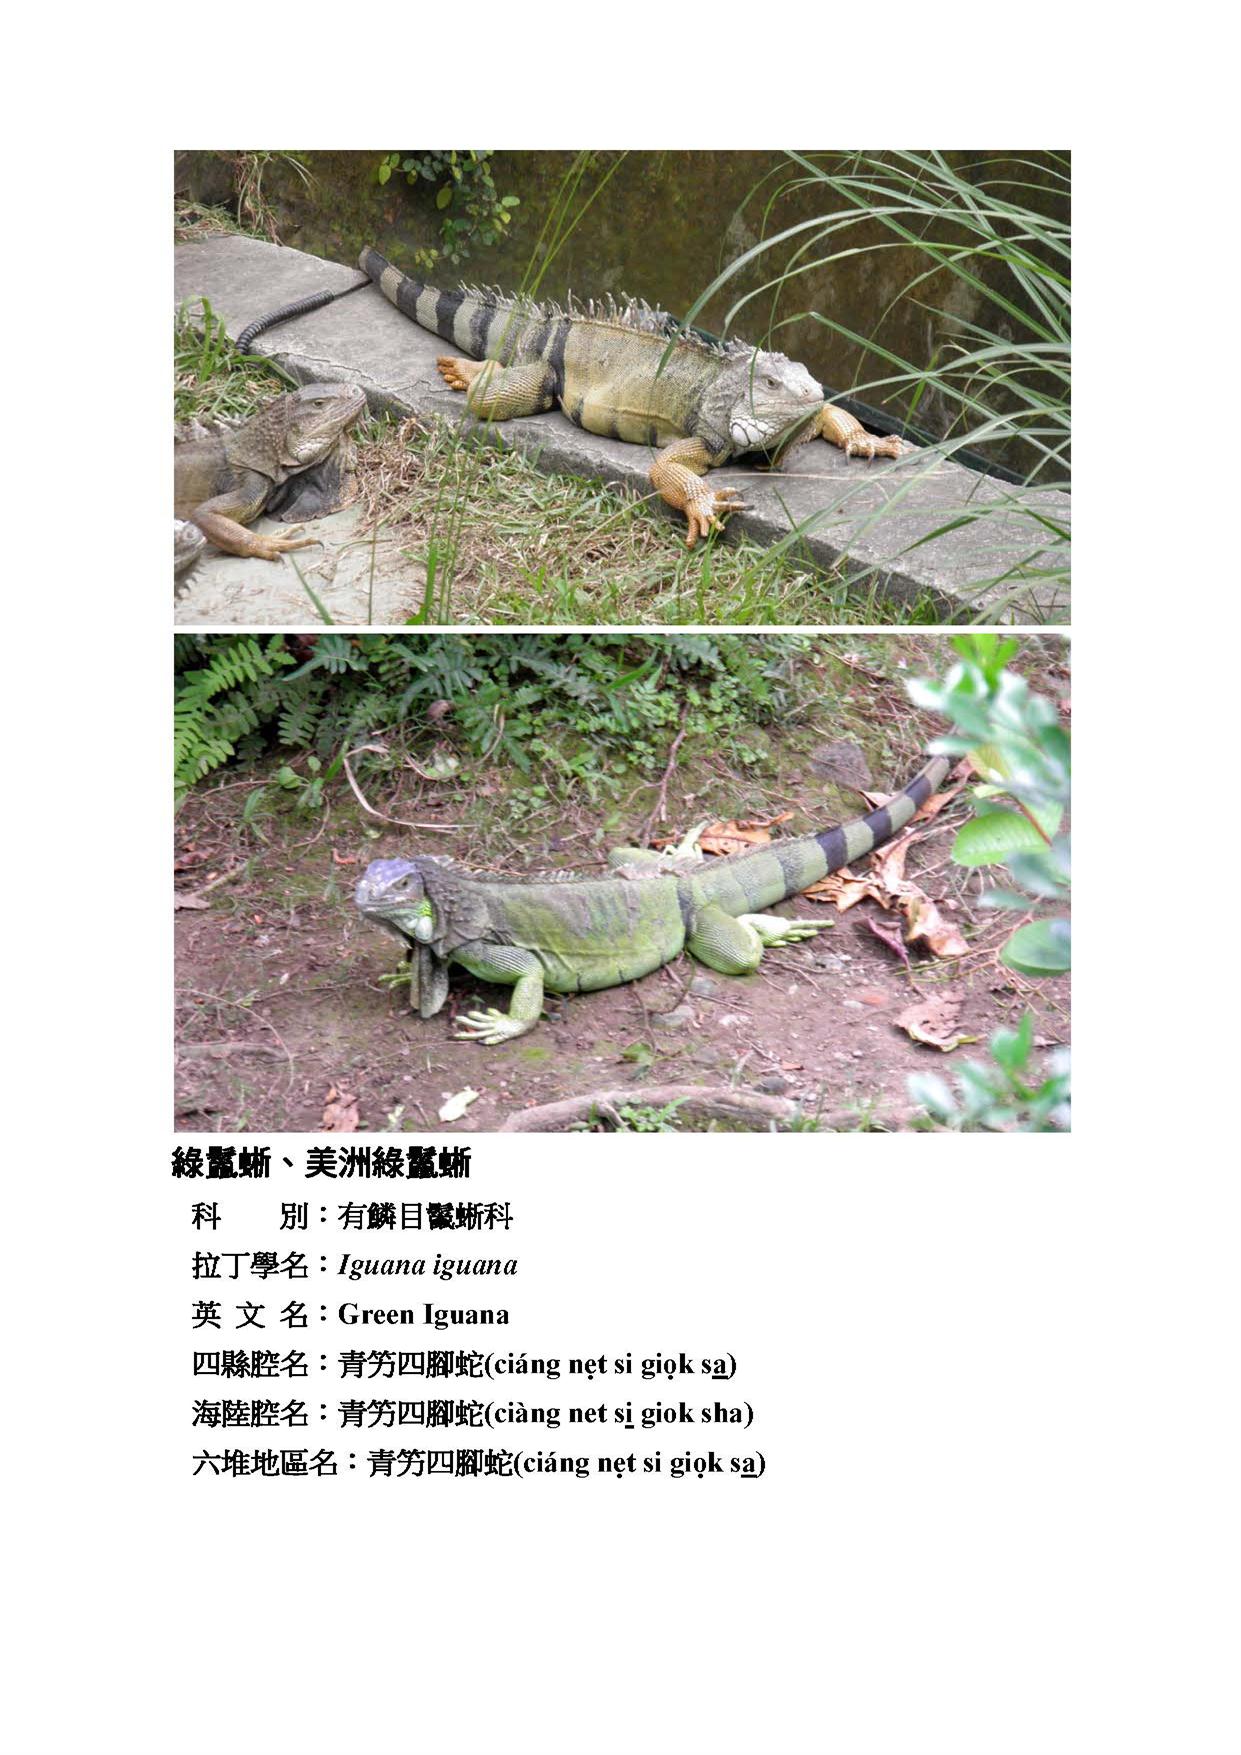 綠鬣蜥、美洲綠鬣蜥
科　　別：有鱗目鬣蜥科
拉丁學名：Iguana iguana
英 文 名：Green Iguana
四縣腔名：青竻四腳蛇(ciáng nẹt si giọk sa̲)
海陸腔名：青竻四腳蛇(ciàng net si̲ giok sha)
六堆地區名：青竻四腳蛇(ciáng nẹt si giọk sa̲)